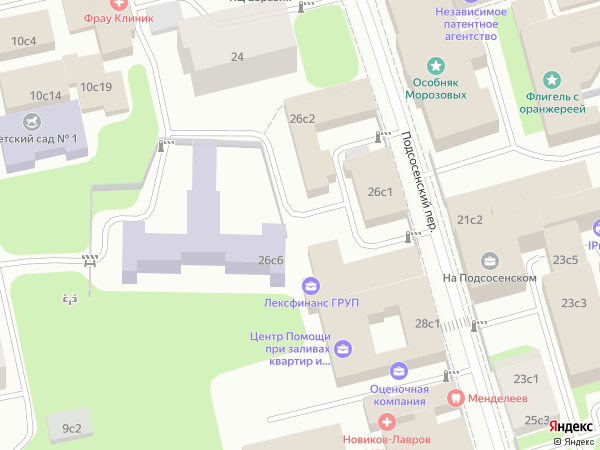 Фрау Клиник
10с4
24
Независимое
патентное
агентство
10с19
10с14
Особняк
Морозовых
Флигель с
оранжереей
26с2
етский сад №1
Подсосенский пер.
26с1
21с2
26с6
На Подсосенском
23с5
Лексфинанс ГРУП
23с3
28с1
Центр Помощи
при заливах
квартир и...
23с1
Оценочная
компания
Менделеев
25с3
9с2
Новиков-Лавров
Яндекс
© Яндекс